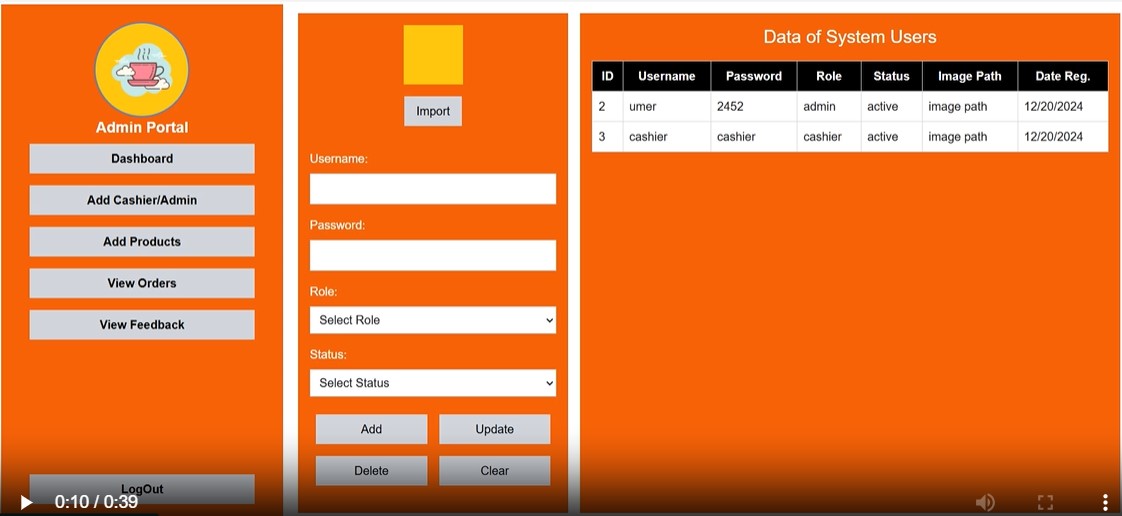 Admin Portal
Dashboard
Add Cashier/Admin
Add Products
View Orders
View Feedback
LogOut
Import
Username:
Password:
Role:
Select Role
Status:
Select Status
Add Update
Delete Clear
Data of System Users
ID Username Password Role Status Image Path Date Reg.
2 umer 2452 admin active image path 12/20/2024
3 cashier cashier cashier active image path 12/20/2024
0:10 / 0:39